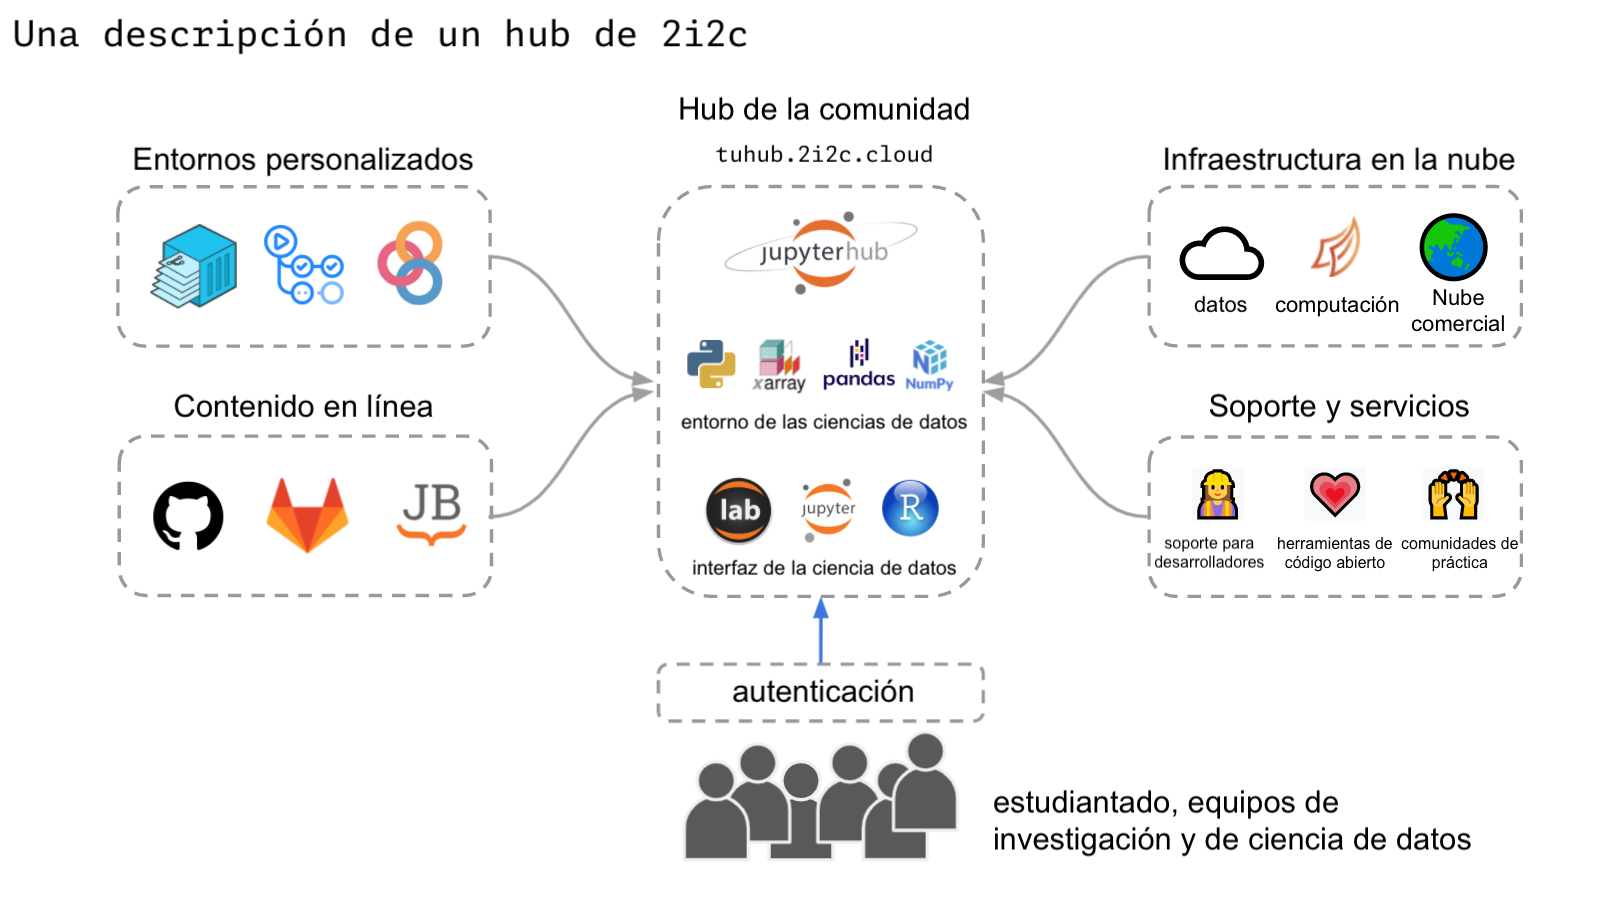 Una descripción de un hub de 2i2c
Hub de la comunidad
tuhub.2i2c.cloud
Entornos personalizados
Contenido en línea
JB
jupyterhub
xarray
pandas
NumPy
entorno de las ciencias de datos
lab
jupyter
R
interfaz de la ciencia de datos
Infraestructura en la nube
datos
computación
Nube
comercial
Soporte y servicios
soporte para
desarrolladores
herramientas de
código abierto
comunidades de
práctica
autenticación
estudiantado, equipos de
investigación y de ciencia de datos